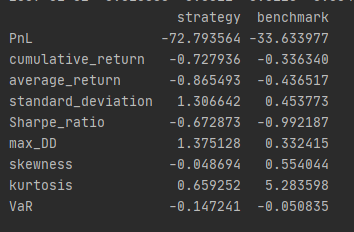 strategy benchmark
PnL -72.793564 -33.633977
cumulative_return -0.727936 -0.336340
average_return -0.865493 -0.436517
standard_deviation 1.306642 0.453773
Sharpe_ratio -0.672873 -0.992187
max_DD 1.375128 0.332415
skewness -0.048694 0.554044
kurtosis 0.659252 5.283598
VaR -0.147241 -0.050835